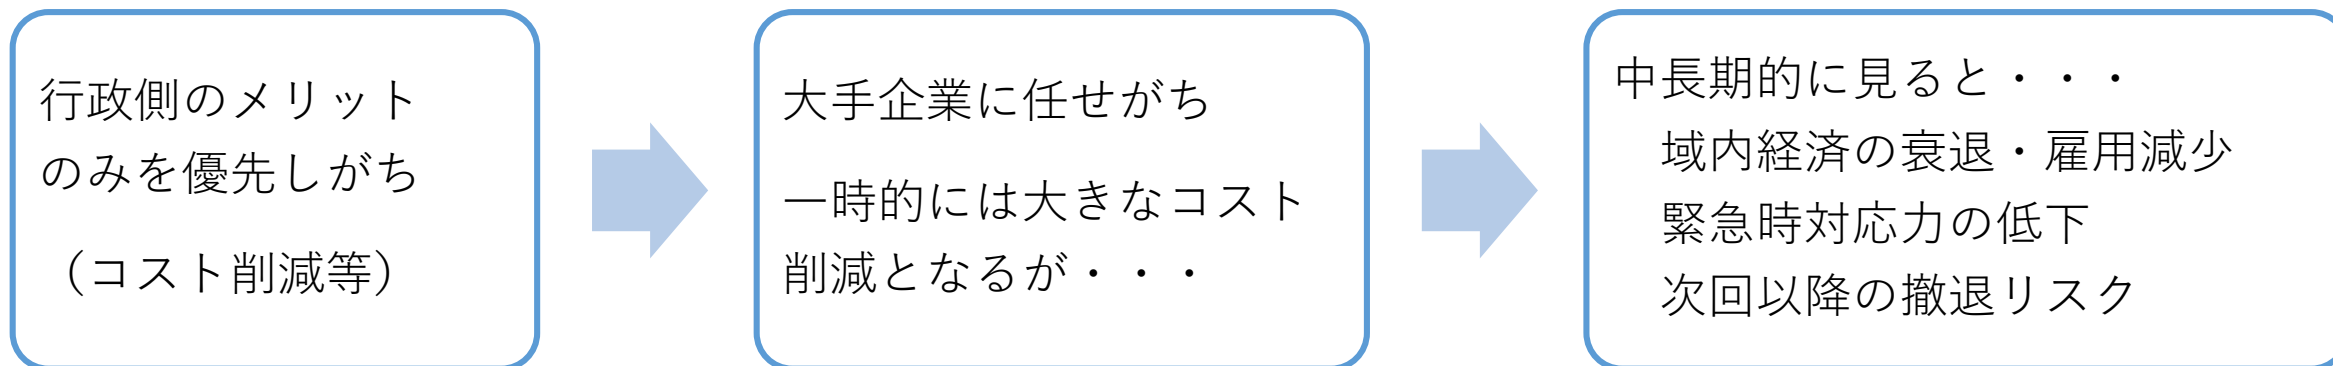 行政側のメリット
のみを優先しがち
（コスト削減等）
大手企業に任せがち
一時的には大きなコスト
削減となるが・・・
中長期的に見ると・・・
域内経済の衰退・雇用減少
緊急時対応力の低下
次回以降の撤退リスク